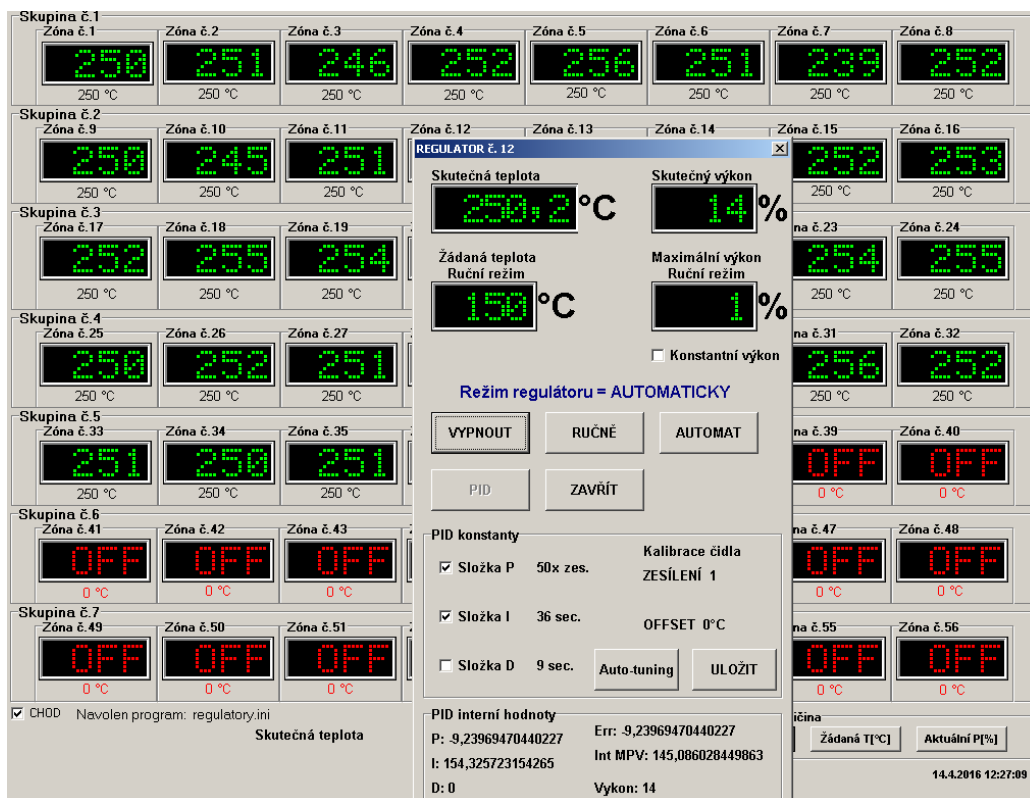 Skupina č.1
Zóna č.1 Zóna č.2 Zóna č.3 Zóna č.4 Zóna č.5 Zóna č.6 Zóna č.7 Zóna č.8
250 251 246 252 256 251 239 252
250 °C 250 °C 250 °C 250 °C 250 °C 250 °C 250 °C 250 °C
Skupina č.2
Zóna č.9 Zóna č.10 Zóna č.11 Zóna č.12 Zóna č.13 Zóna č.14 Zóna č.15 Zóna č.16
250 245 251 252 253
250 °C 250 °C 250 °C 250 °C 250 °C
Skupina č.3
Zóna č.17 Zóna č.18 Zóna č.19 na č.23 Zóna č.24
252 255 254 254 255
250 °C 250 °C 250 °C 250 °C 250 °C
Skupina č.4
Zóna č.25 Zóna č.26 Zóna č.27 na č.31 Zóna č.32
250 252 251 256 252
250 °C 250 °C 250 °C 250 °C 250 °C
Skupina č.5
Zóna č.33 Zóna č.34 Zóna č.35 na č.39 Zóna č.40
251 250 251 OFF OFF
250 °C 250 °C 250 °C 0 °C 0 °C
Skupina č.6
Zóna č.41 Zóna č.42 Zóna č.43 na č.47 Zóna č.48
OFF OFF OFF OFF OFF
0 °C 0 °C 0 °C 0 °C 0 °C
Skupina č.7
Zóna č.49 Zóna č.50 Zóna č.51 na č.55 Zóna č.56
OFF OFF OFF OFF OFF
0 °C 0 °C 0 °C 0 °C 0 °C
CHOD Navolen program: regulatory.ini
Skutečná teplota
ičina
Žádaná T[°C] Aktuální P[%]
14.4.2016 12:27:09
REGULATOR č. 12
Skutečná teplota Skutečný výkon
250,2 °C 14 %
Žádaná teplota Maximální výkon
Ruční režim Ruční režim
150 °C 1 %
Konstantní výkon
Režim regulátoru = AUTOMATICKY
VYPNOUT RUČNĚ AUTOMAT
PID ZAVŘÍT
PID konstanty
Kalibrace čidla
Složka P 50x zes. ZESÍLENÍ 1
Složka I 36 sec. OFFSET 0°C
Složka D 9 sec. Auto-tuning ULOŽIT
PID interní hodnoty
P: -9,23969470440227 Err: -9,23969470440227
I: 154,325723154265 Int MPV: 145,086028449863
D: 0 Vykon: 14